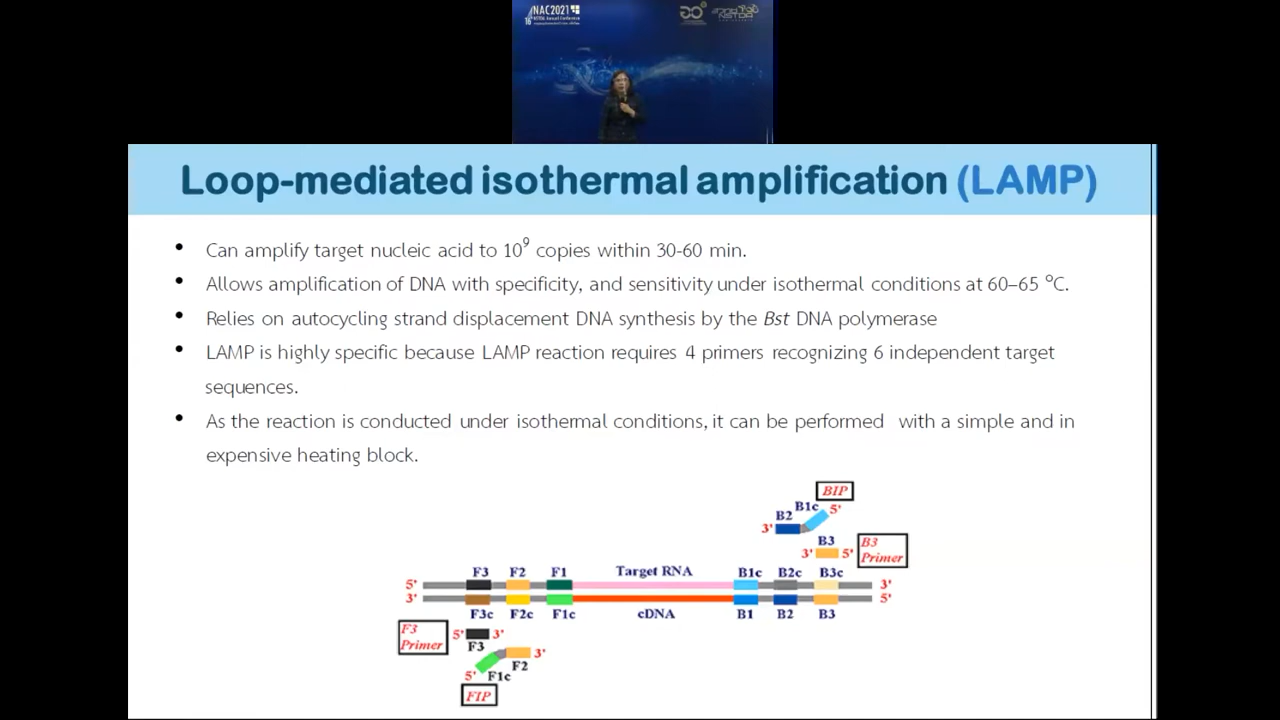 NAC2021
Loop-mediated isothermal amplification (LAMP)
• Can amplify target nucleic acid to 10⁹ copies within 30-60 min.
• Allows amplification of DNA with specificity, and sensitivity under isothermal conditions at 60–65 °C.
• Relies on autocycling strand displacement DNA synthesis by the Bst DNA polymerase
• LAMP is highly specific because LAMP reaction requires 4 primers recognizing 6 independent target
sequences.
• As the reaction is conducted under isothermal conditions, it can be performed with a simple and in
expensive heating block.
BIP
B1c 5'
B2
3'
B3
3' 5'
B3
Primer
F3 F2 F1 Target RNA B1c B2c B3c
5' 3'
3' 5'
F3c F2c F1c cDNA B1 B2 B3
F3
Primer
5' 3'
F3
3'
F2
5' F1c
FIP